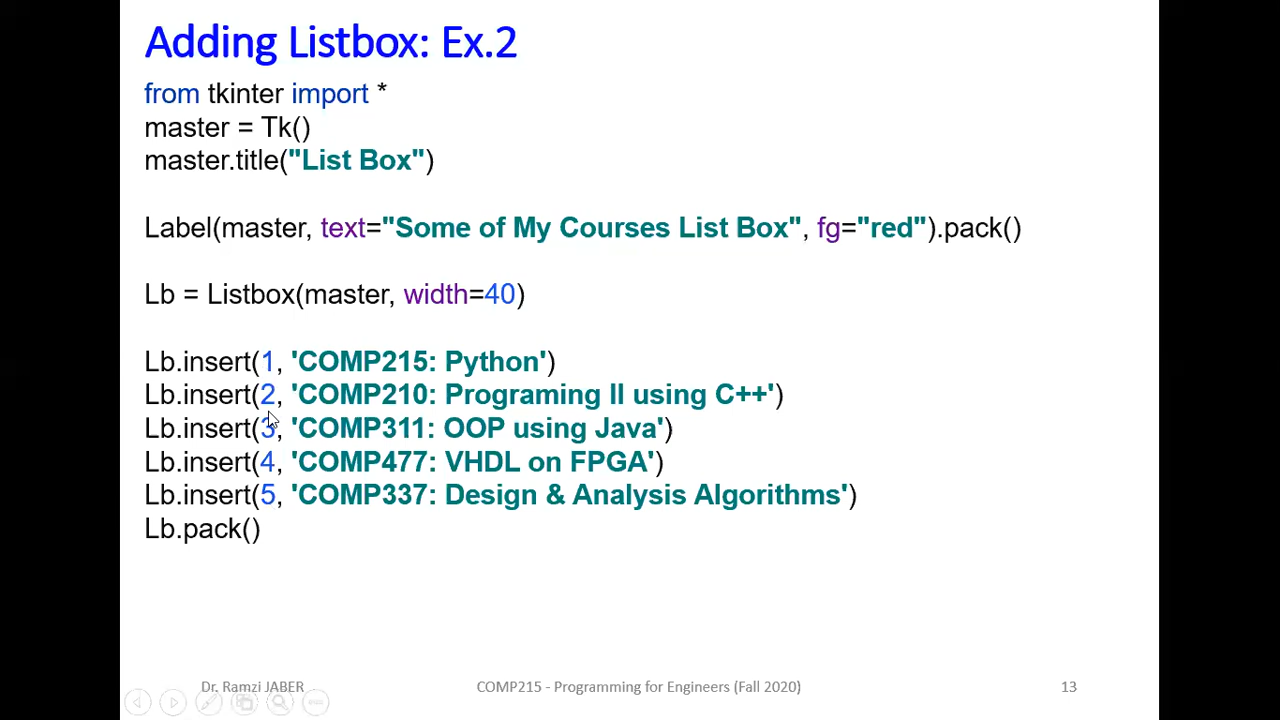 Adding Listbox: Ex.2
from tkinter import *
master = Tk()
master.title("List Box")
Label(master, text="Some of My Courses List Box", fg="red").pack()
Lb = Listbox(master, width=40)
Lb.insert(1, 'COMP215: Python')
Lb.insert(2, 'COMP210: Programing II using C++')
Lb.insert(3, 'COMP311: OOP using Java')
Lb.insert(4, 'COMP477: VHDL on FPGA')
Lb.insert(5, 'COMP337: Design & Analysis Algorithms')
Lb.pack()
Dr. Ramzi JABER COMP215 - Programming for Engineers (Fall 2020) 13